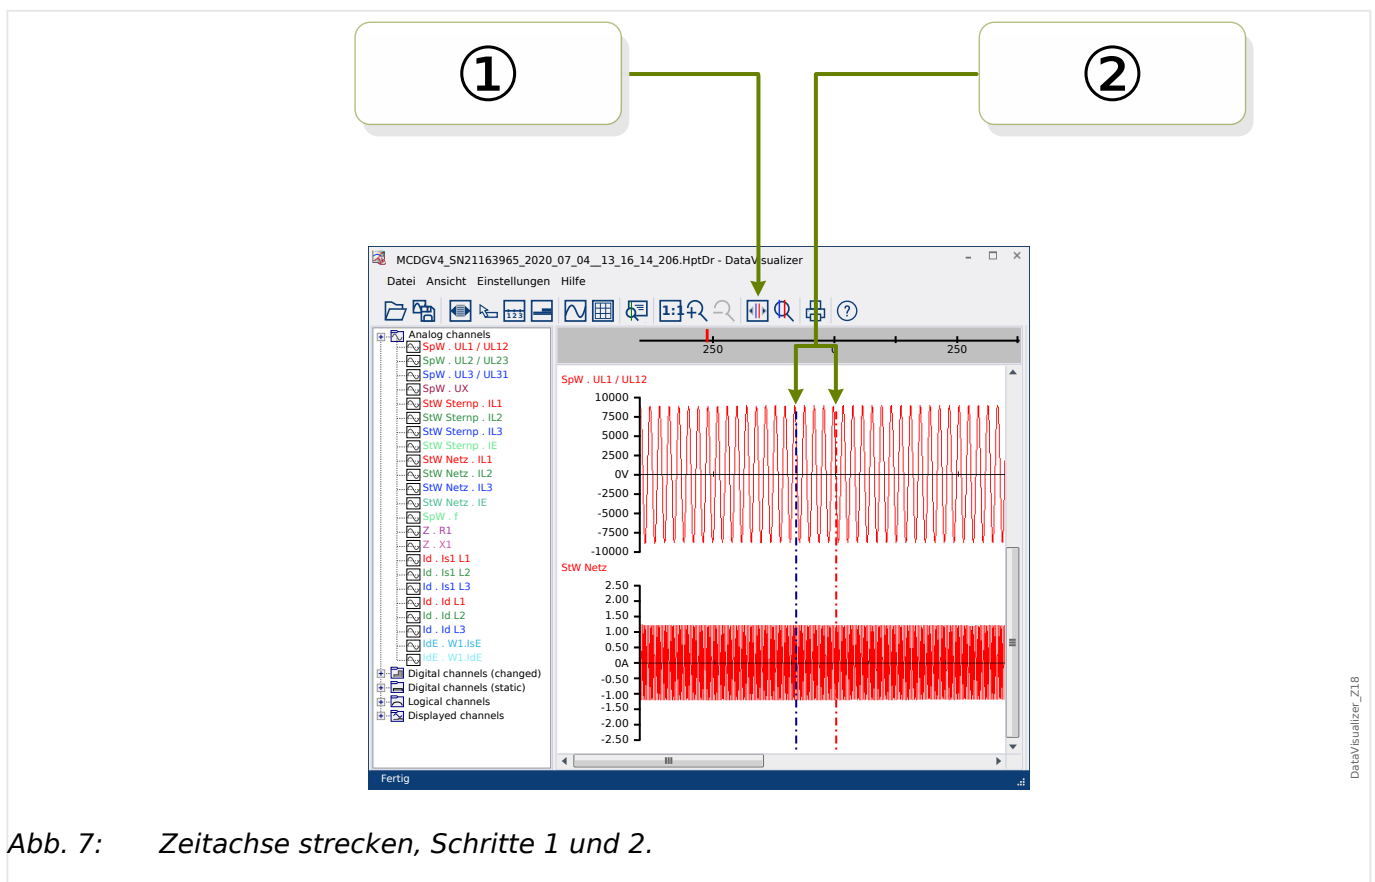 ① ②
MCDGV4_SN21163965_2020_07_04__13_16_14_206.HptDr - DataVisualizer
Datei Ansicht Einstellungen Hilfe
1 2 3 1:1 ?
Analog channels
SpW . UL1 / UL12
SpW . UL2 / UL23
SpW . UL3 / UL31
SpW . UX
StW Sternp . IL1
StW Sternp . IL2
StW Sternp . IL3
StW Sternp . IE
StW Netz . IL1
StW Netz . IL2
StW Netz . IL3
StW Netz . IE
SpW . f
Z . R1
Z . X1
Id . Is1 L1
Id . Is1 L2
Id . Is1 L3
Id . Id L1
Id . Id L2
Id . Id L3
IdE . W1.IsE
IdE . W1.IdE
Digital channels (changed)
Digital channels (static)
Logical channels
Displayed channels
250 0 250
SpW . UL1 / UL12
10000
7500
5000
2500
0V
-2500
-5000
-7500
-10000
StW Netz
2.50
2.00
1.50
1.00
0.50
0A
-0.50
-1.00
-1.50
-2.00
-2.50
Fertig
DataVisualizer_Z18
Abb. 7: Zeitachse strecken, Schritte 1 und 2.